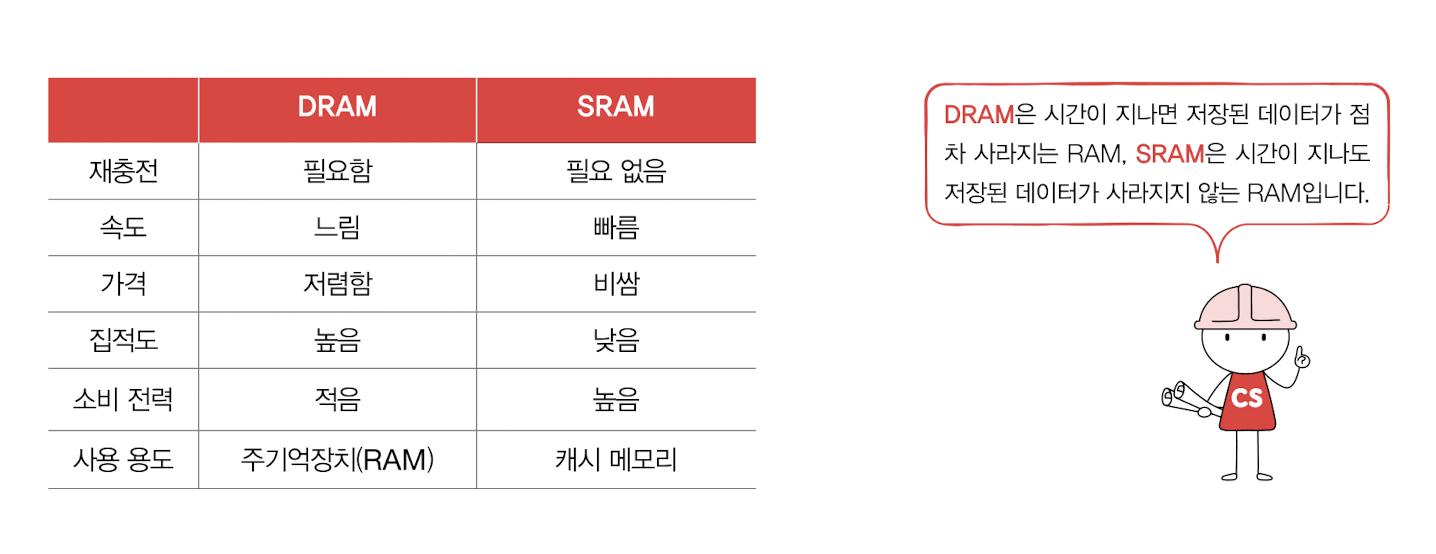 DRAM SRAM
재충전 필요함 필요 없음
속도 느림 빠름
가격 저렴함 비쌈
집적도 높음 낮음
소비 전력 적음 높음
사용 용도 주기억장치(RAM) 캐시 메모리
DRAM은 시간이 지나면 저장된 데이터가 점
차 사라지는 RAM, SRAM은 시간이 지나도
저장된 데이터가 사라지지 않는 RAM입니다.
CS